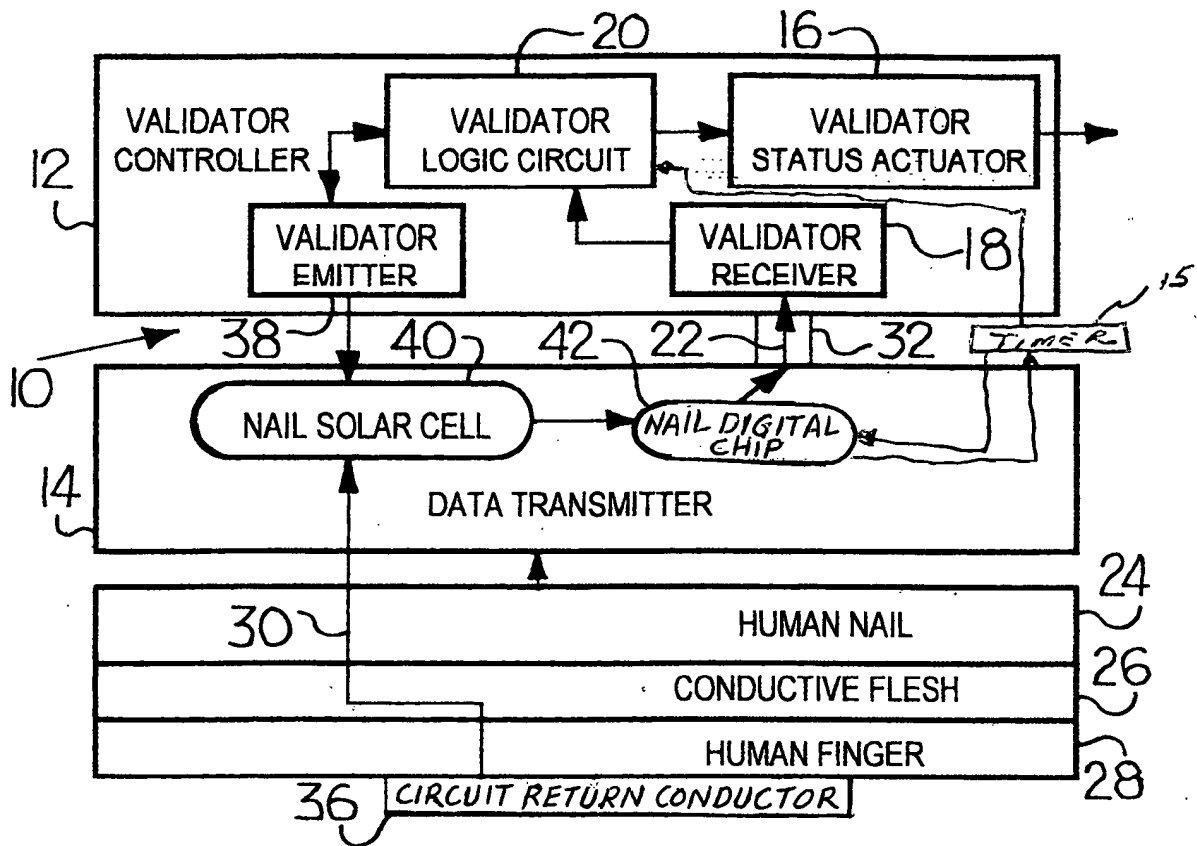 20
16
VALIDATOR
CONTROLLER
VALIDATOR
LOGIC CIRCUIT
VALIDATOR
STATUS ACTUATOR
12
VALIDATOR
EMITTER
VALIDATOR
RECEIVER
18
15
TIMER
38
40
42
22
32
10
NAIL SOLAR CELL
NAIL DIGITAL
CHIP
14
DATA TRANSMITTER
24
30
HUMAN NAIL
26
CONDUCTIVE FLESH
HUMAN FINGER
28
36
CIRCUIT RETURN CONDUCTOR